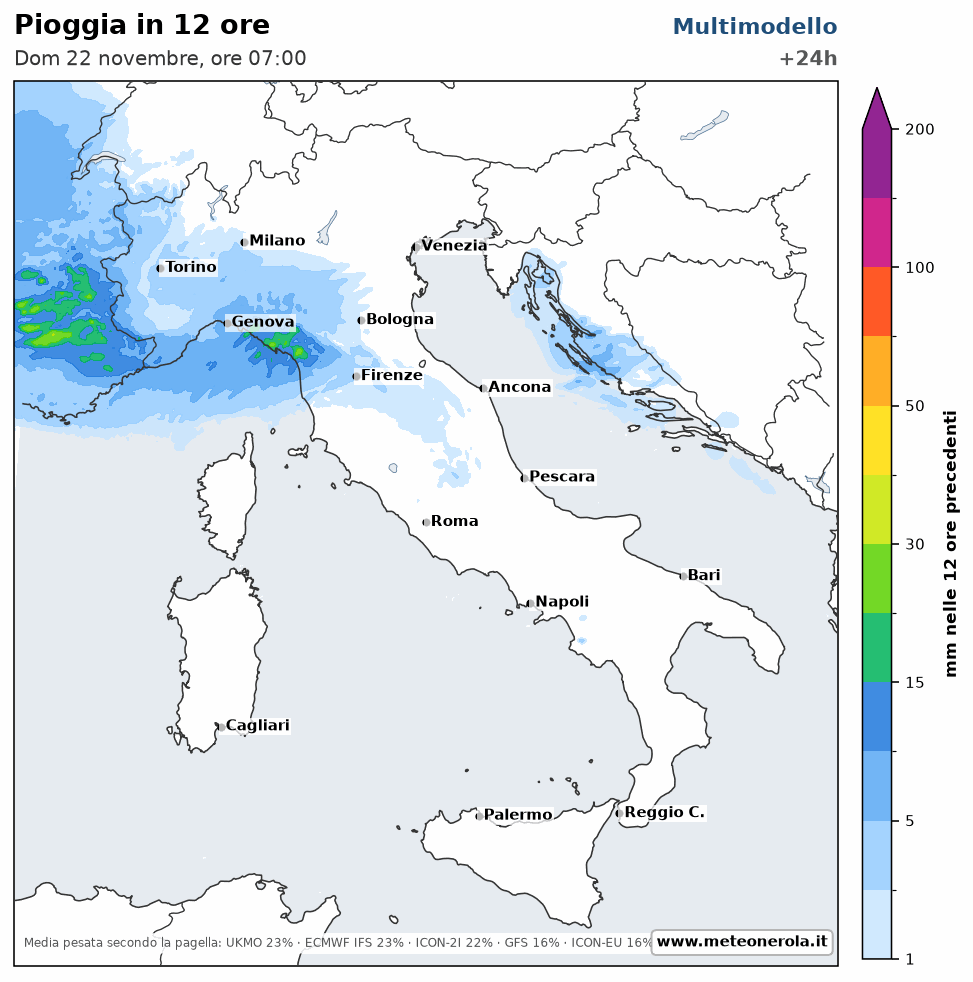 Pioggia in 12 ore
Multimodello
Dom 22 novembre, ore 07:00
+24h
200
100
50
30
15
5
1
mm nelle 12 ore precedenti
Milano
Venezia
Torino
Genova
Bologna
Firenze
Ancona
Pescara
Roma
Bari
Napoli
Cagliari
Palermo
Reggio C.
Media pesata secondo la pagella: UKMO 23% · ECMWF IFS 23% · ICON-2I 22% · GFS 16% · ICON-EU 16%
www.meteonerola.it